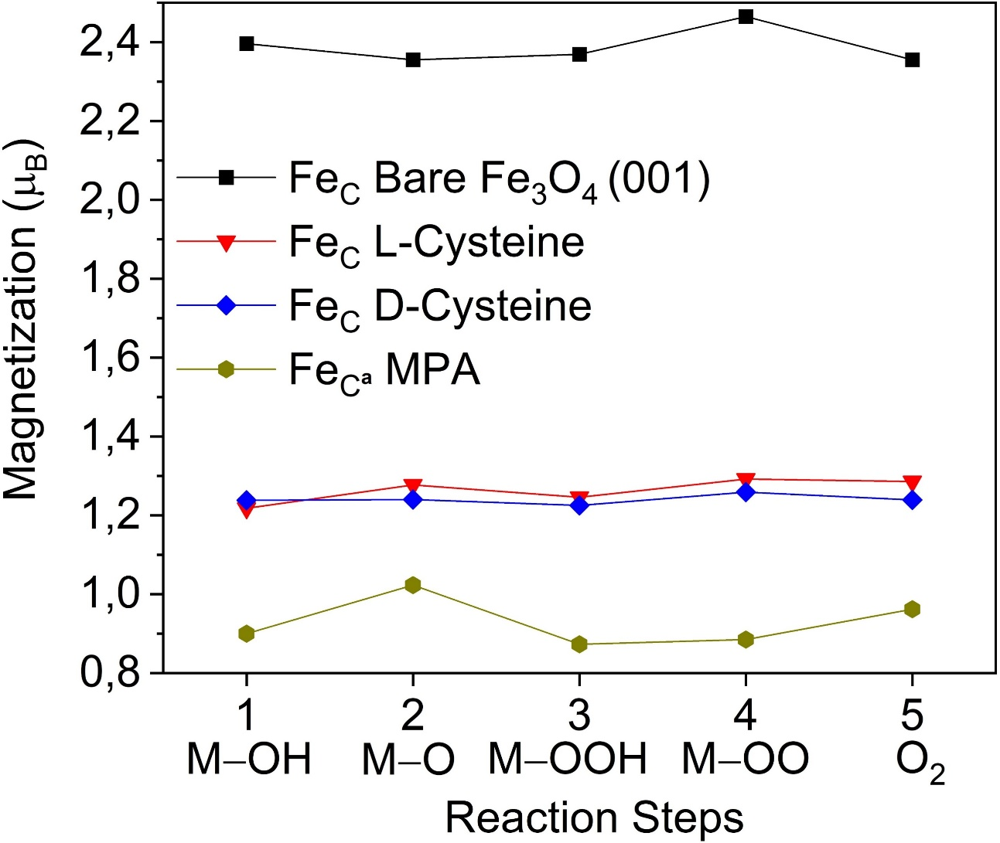 Magnetization (μB)
2,4
2,2
2,0
1,8
1,6
1,4
1,2
1,0
0,8
FeC Bare Fe3O4 (001)
FeC L-Cysteine
FeC D-Cysteine
FeCa MPA
1 2 3 4 5
M–OH M–O M–OOH M–OO O2
Reaction Steps